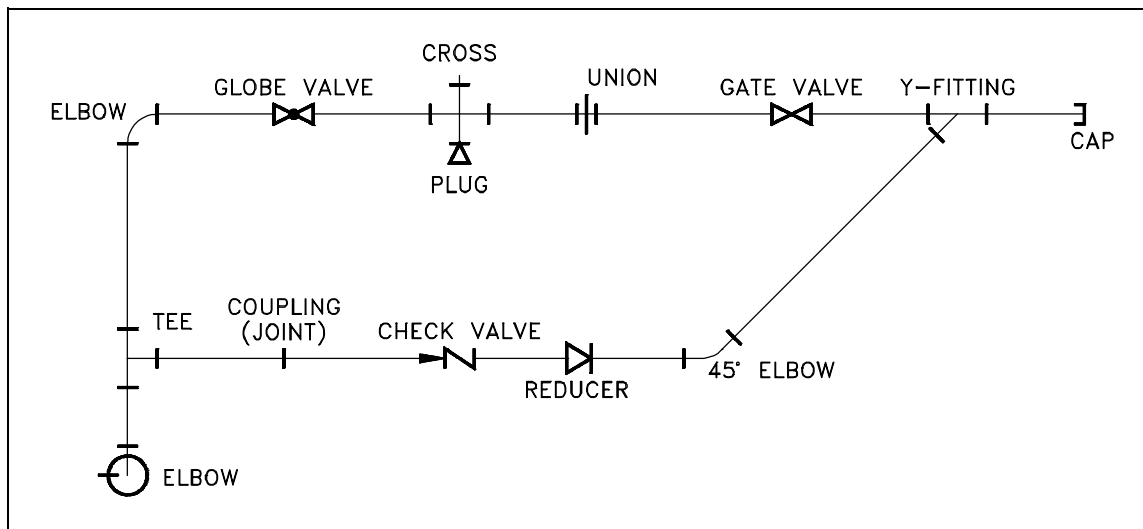 CROSS
UNION
GLOBE VALVE
GATE VALVE
Y-FITTING
ELBOW
CAP
PLUG
TEE
COUPLING
(JOINT)
CHECK VALVE
45° ELBOW
REDUCER
ELBOW